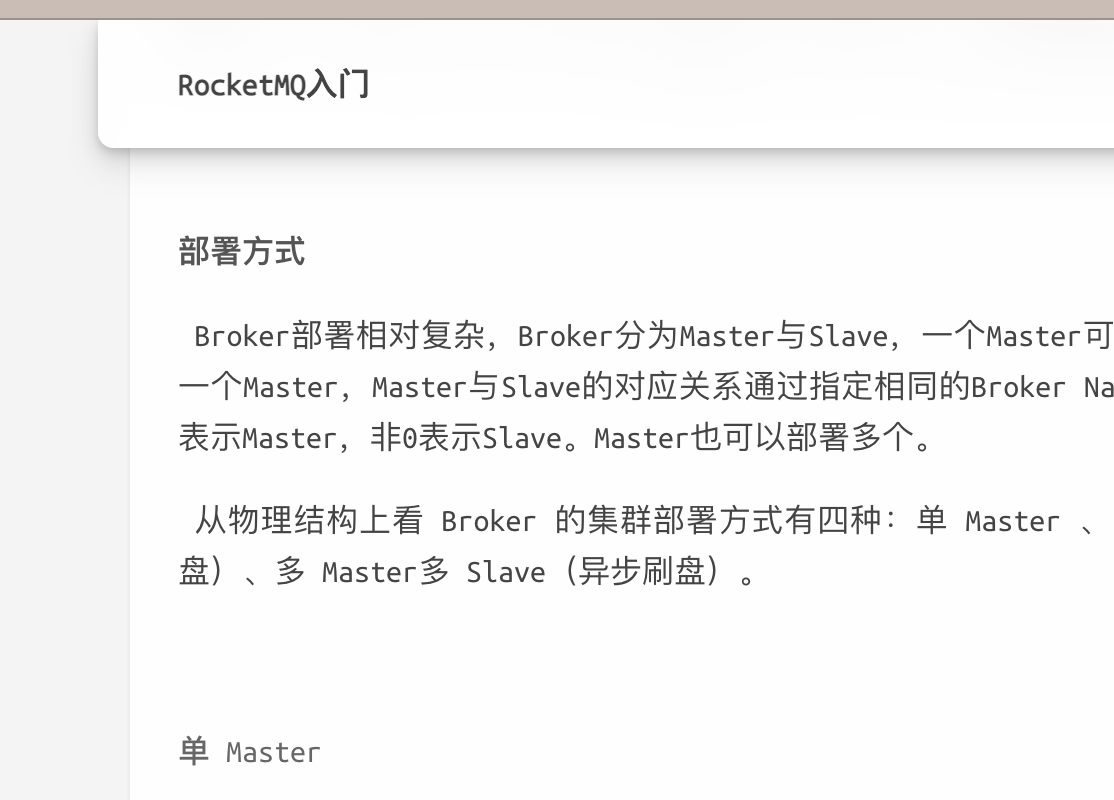 RocketMQ入门
部署方式
Broker部署相对复杂，Broker分为Master与Slave，一个Master可
一个Master，Master与Slave的对应关系通过指定相同的Broker Na
表示Master，非0表示Slave。Master也可以部署多个。
从物理结构上看 Broker 的集群部署方式有四种：单 Master 、
盘）、多 Master多 Slave（异步刷盘）。
单 Master